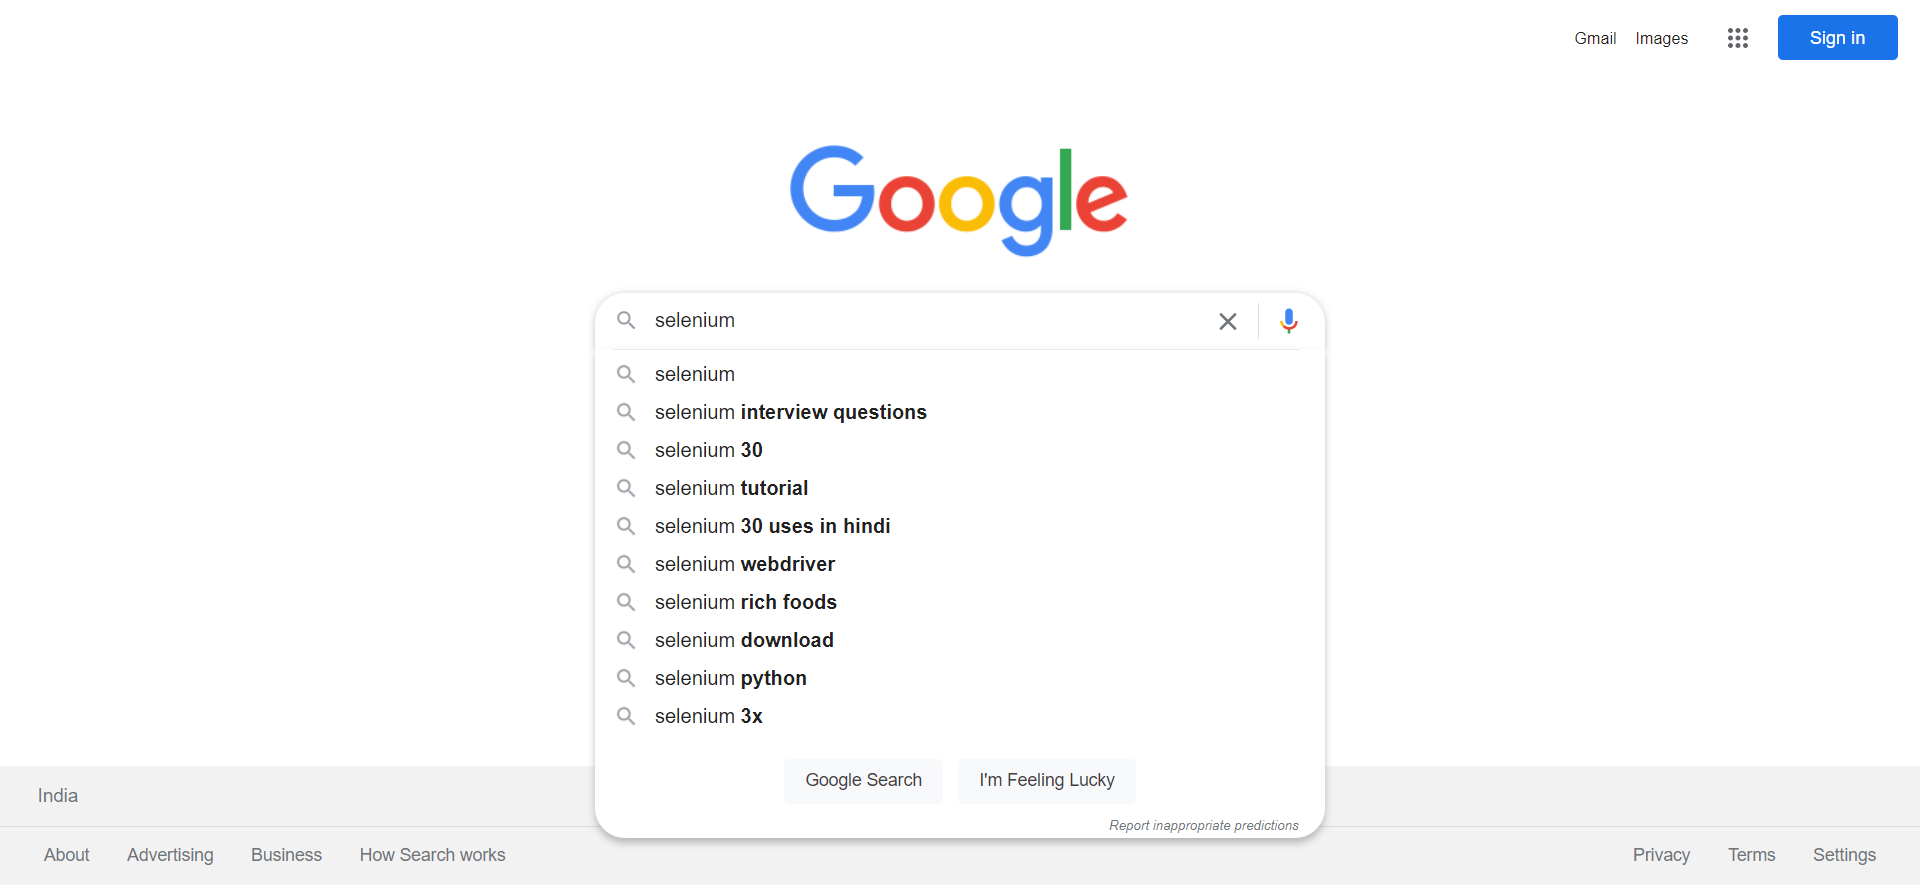 Gmail Images Sign in
Google
selenium
selenium
selenium interview questions
selenium 30
selenium tutorial
selenium 30 uses in hindi
selenium webdriver
selenium rich foods
selenium download
selenium python
selenium 3x
Google Search I'm Feeling Lucky
Report inappropriate predictions
India
About Advertising Business How Search works Privacy Terms Settings